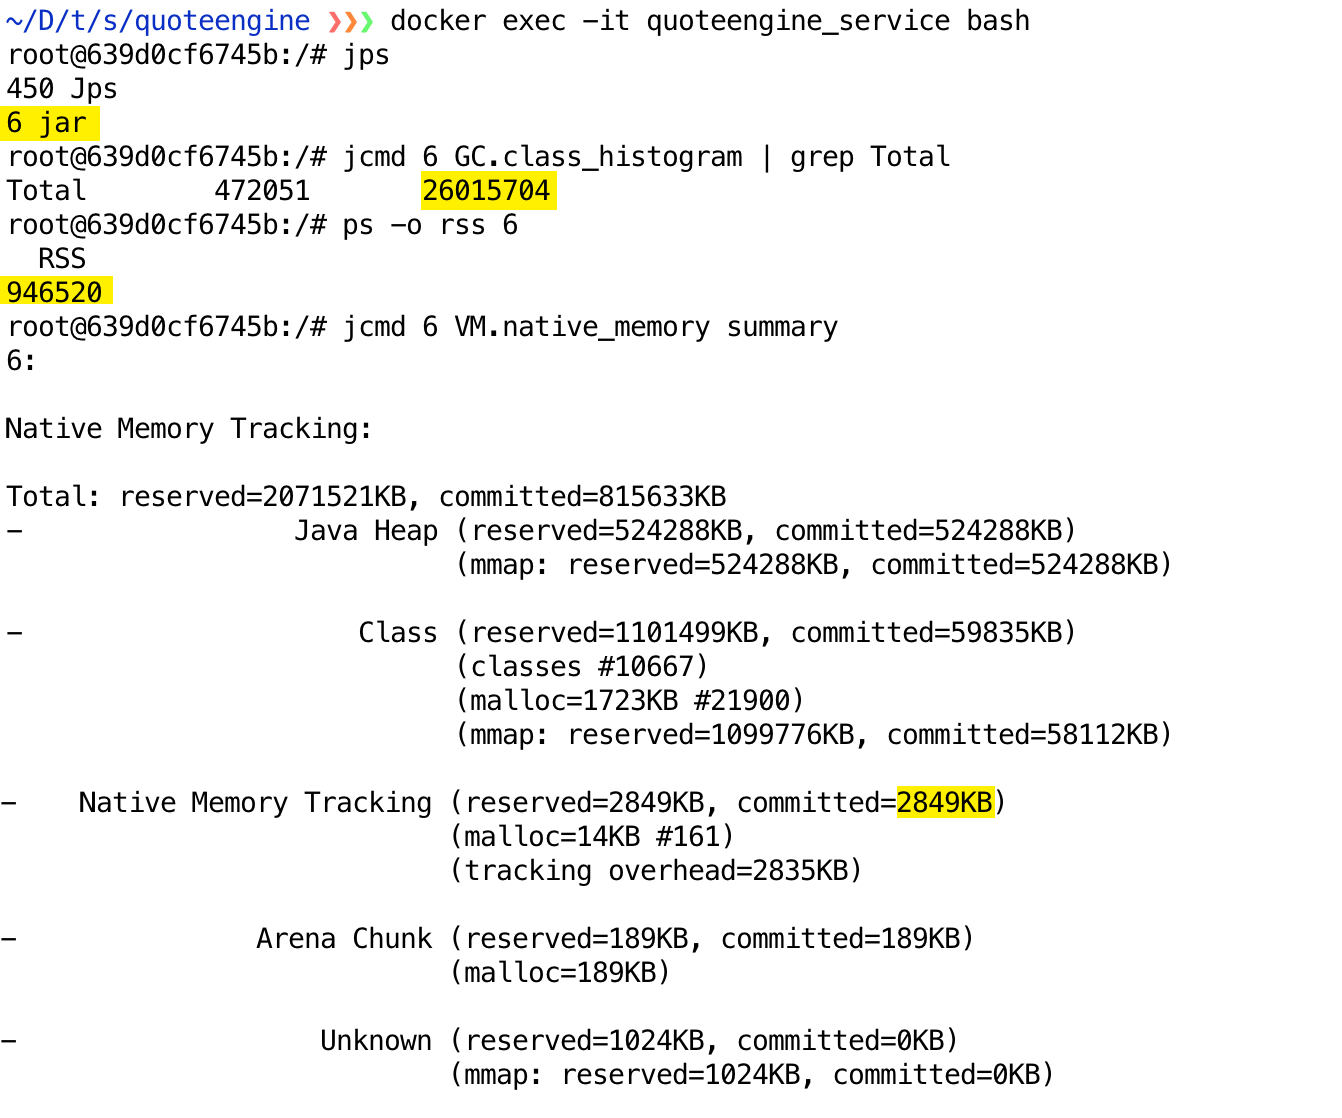 ~/D/t/s/quoteengine ❯❯❯ docker exec -it quoteengine_service bash
root@639d0cf6745b:/# jps
450 Jps
6 jar
root@639d0cf6745b:/# jcmd 6 GC.class_histogram | grep Total
Total        472051       26015704
root@639d0cf6745b:/# ps -o rss 6
  RSS
946520
root@639d0cf6745b:/# jcmd 6 VM.native_memory summary
6:
Native Memory Tracking:
Total: reserved=2071521KB, committed=815633KB
-                 Java Heap (reserved=524288KB, committed=524288KB)
                            (mmap: reserved=524288KB, committed=524288KB)
-                     Class (reserved=1101499KB, committed=59835KB)
                            (classes #10667)
                            (malloc=1723KB #21900)
                            (mmap: reserved=1099776KB, committed=58112KB)
-    Native Memory Tracking (reserved=2849KB, committed=2849KB)
                            (malloc=14KB #161)
                            (tracking overhead=2835KB)
-               Arena Chunk (reserved=189KB, committed=189KB)
                            (malloc=189KB)
-                   Unknown (reserved=1024KB, committed=0KB)
                            (mmap: reserved=1024KB, committed=0KB)